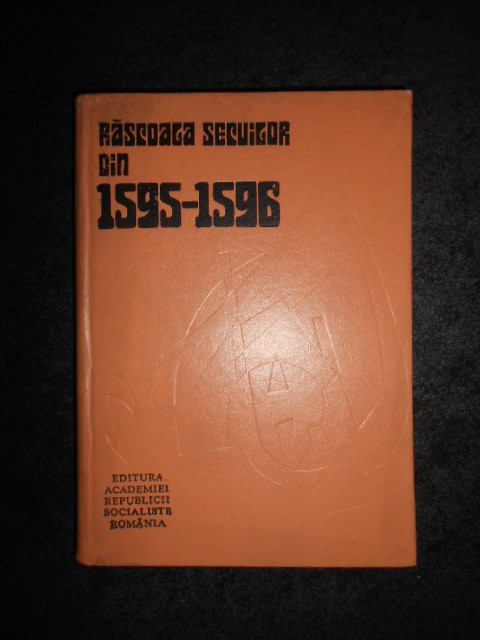 RĂSCOALA SECUILOR
DIN
1595-1596
EDITURA
ACADEMIEI
REPUBLICII
SOCIALISTE
ROMÂNIA